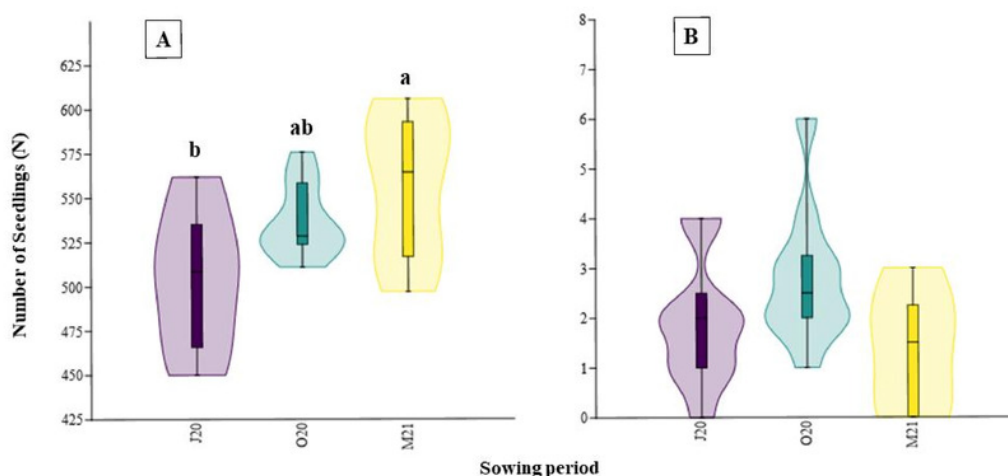 A
B
Number of Seedlings (N)
625
600
575
550
525
500
475
450
425
b
ab
a
J20
O20
M21
8
7
6
5
4
3
2
1
0
J20
O20
M21
Sowing period